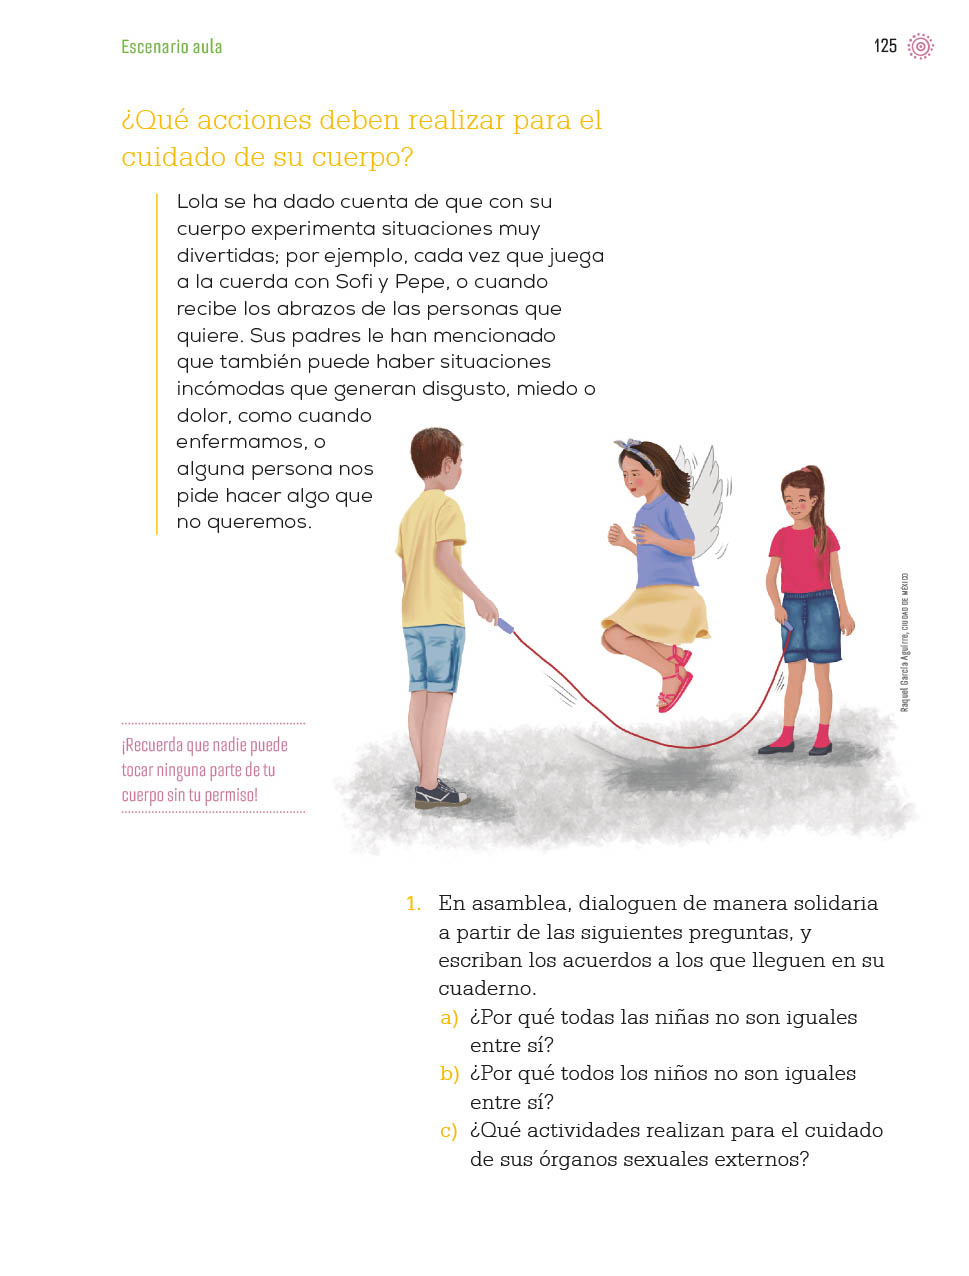 Escenario aula
125
¿Qué acciones deben realizar para el
cuidado de su cuerpo?
Lola se ha dado cuenta de que con su
cuerpo experimenta situaciones muy
divertidas; por ejemplo, cada vez que juega
a la cuerda con Sofi y Pepe, o cuando
recibe los abrazos de las personas que
quiere. Sus padres le han mencionado
que también puede haber situaciones
incómodas que generan disgusto, miedo o
dolor, como cuando
enfermamos, o
alguna persona nos
pide hacer algo que
no queremos.
Raquel García Aguirre, CIUDAD DE MÉXICO
¡Recuerda que nadie puede
tocar ninguna parte de tu
cuerpo sin tu permiso!
1. En asamblea, dialoguen de manera solidaria
a partir de las siguientes preguntas, y
escriban los acuerdos a los que lleguen en su
cuaderno.
a) ¿Por qué todas las niñas no son iguales
entre sí?
b) ¿Por qué todos los niños no son iguales
entre sí?
c) ¿Qué actividades realizan para el cuidado
de sus órganos sexuales externos?